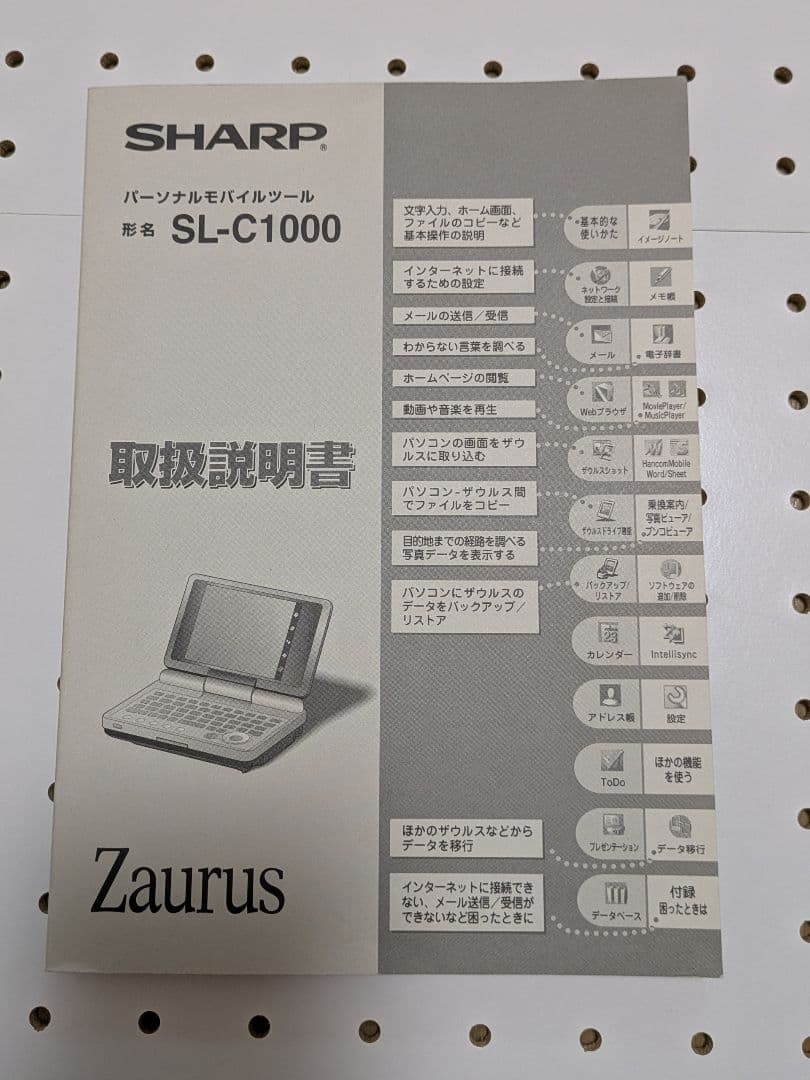 SHARP®
パーソナルモバイルツール
形名 SL-C1000
取扱説明書
Zaurus
文字入力、ホーム画面、
ファイルのコピーなど
基本操作の説明
インターネットに接続
するための設定
メールの送信／受信
わからない言葉を調べる
ホームページの閲覧
動画や音楽を再生
パソコンの画面をザウ
ルスに取り込む
パソコン-ザウルス間
でファイルをコピー
目的地までの経路を調べる
写真データを表示する
パソコンにザウルスの
データをバックアップ／
リストア
ほかのザウルスなどから
データを移行
インターネットに接続でき
ない、メール送信／受信が
できないなど困ったときに
基本的な
使いかた
イメージノート
ネットワーク
設定と接続
メモ帳
メール
電子辞書
Webブラウザ
MoviePlayer/
MusicPlayer
ザウルスショット
HancomMobile
Word/Sheet
ザウルスドライブ機能
乗換案内/
写真ビューア/
ブンコビューア
バックアップ/
リストア
ソフトウェアの
追加/削除
23
カレンダー
Intellisync
アドレス帳
設定
ToDo
ほかの機能
を使う
プレゼンテーション
データ移行
データベース
付録
困ったときは